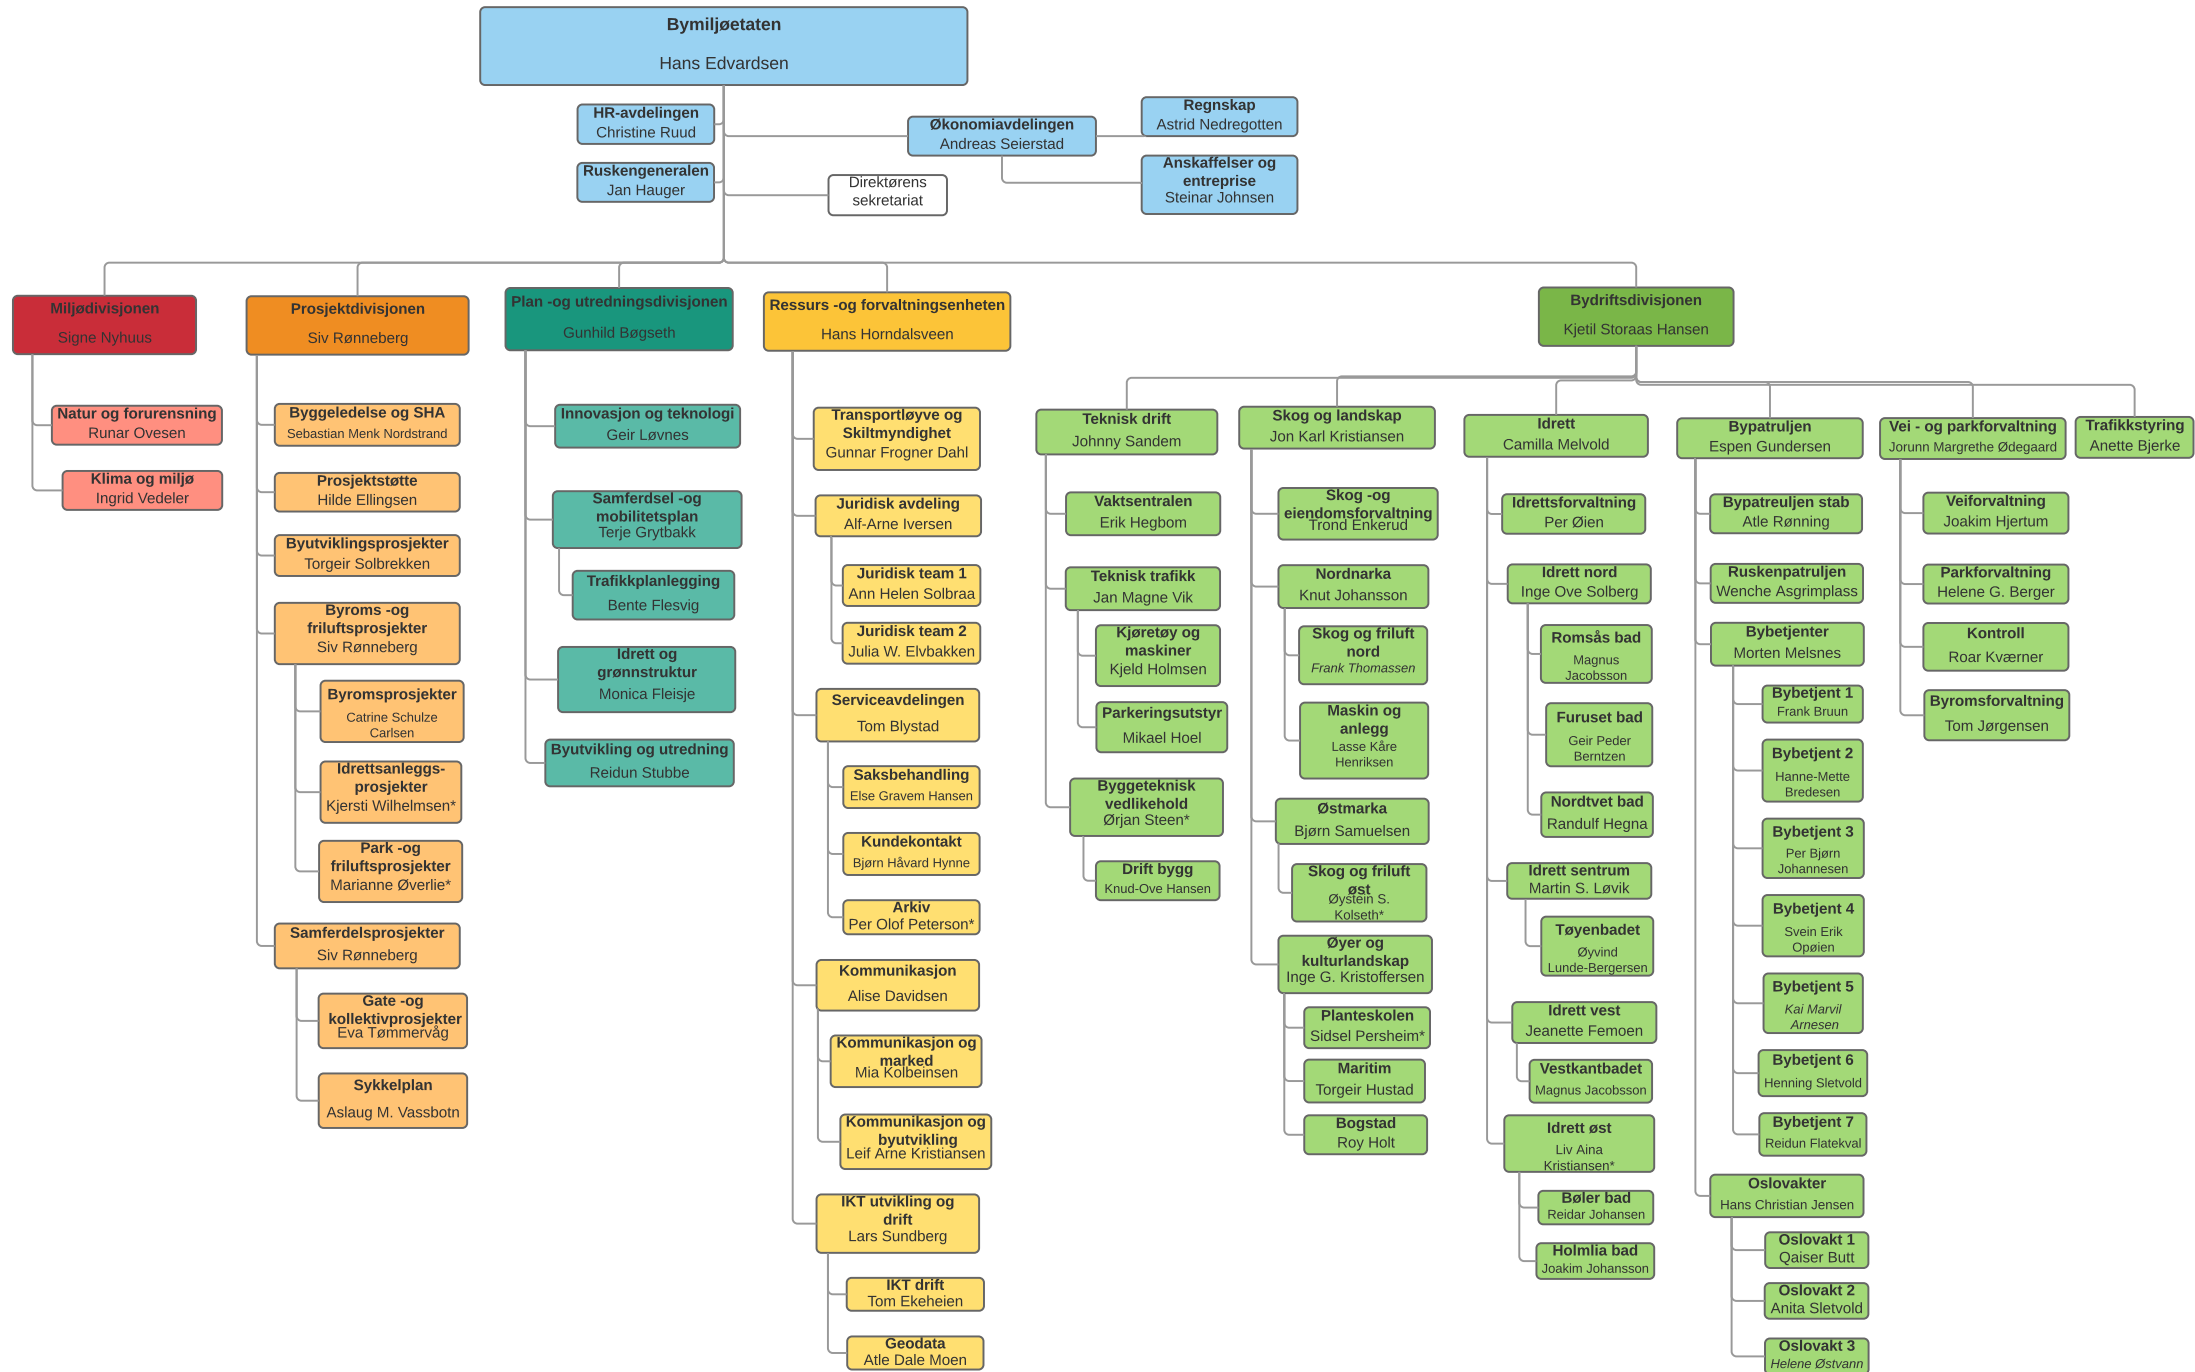 Bymiljøetaten
Hans Edvardsen
HR-avdelingen
Christine Ruud
Ruskengeneralen
Jan Hauger
Økonomiavdelingen
Andreas Seierstad
Regnskap
Astrid Nedregotten
Anskaffelser og
entreprise
Steinar Johnsen
Direktørens
sekretariat
Miljødivisjonen
Signe Nyhuus
Natur og forurensning
Runar Ovesen
Klima og miljø
Ingrid Vedeler
Prosjektdivisjonen
Siv Rønneberg
Byggeledelse og SHA
Sebastian Menk Nordstrand
Prosjektstøtte
Hilde Ellingsen
Byutviklingsprosjekter
Torgeir Solbrekken
Byroms -og
friluftsprosjekter
Siv Rønneberg
Byromsprosjekter
Catrine Schulze
Carlsen
Idrettsanleggs-
prosjekter
Kjersti Wilhelmsen*
Park -og
friluftsprosjekter
Marianne Øverlie*
Samferdelsprosjekter
Siv Rønneberg
Gate -og
kollektivprosjekter
Eva Tømmervåg
Sykkelplan
Aslaug M. Vassbotn
Plan -og utredningsdivisjonen
Gunhild Bøgseth
Innovasjon og teknologi
Geir Løvnes
Samferdsel -og
mobilitetsplan
Terje Grytbakk
Trafikkplanlegging
Bente Flesvig
Idrett og
grønnstruktur
Monica Fleisje
Byutvikling og utredning
Reidun Stubbe
Ressurs -og forvaltningsenheten
Hans Horndalsveen
Transportløyve og
Skiltmyndighet
Gunnar Frogner Dahl
Juridisk avdeling
Alf-Arne Iversen
Juridisk team 1
Ann Helen Solbraa
Juridisk team 2
Julia W. Elvbakken
Serviceavdelingen
Tom Blystad
Saksbehandling
Else Gravem Hansen
Kundekontakt
Bjørn Håvard Hynne
Arkiv
Per Olof Peterson*
Kommunikasjon
Alise Davidsen
Kommunikasjon og
marked
Mia Kolbeinsen
Kommunikasjon og
byutvikling
Leif Arne Kristiansen
IKT utvikling og
drift
Lars Sundberg
IKT drift
Tom Ekeheien
Geodata
Atle Dale Moen
Bydriftsdivisjonen
Kjetil Storaas Hansen
Teknisk drift
Johnny Sandem
Vaktsentralen
Erik Hegbom
Teknisk trafikk
Jan Magne Vik
Kjøretøy og
maskiner
Kjeld Holmsen
Parkeringsutstyr
Mikael Hoel
Byggeteknisk
vedlikehold
Ørjan Steen*
Drift bygg
Knud-Ove Hansen
Skog og landskap
Jon Karl Kristiansen
Skog -og
eiendomsforvaltning
Trond Enkerud
Nordnarka
Knut Johansson
Skog og friluft
nord
Frank Thomassen
Maskin og
anlegg
Lasse Kåre
Henriksen
Østmarka
Bjørn Samuelsen
Skog og friluft
øst
Øystein S.
Kolseth*
Øyer og
kulturlandskap
Inge G. Kristoffersen
Planteskolen
Sidsel Persheim*
Maritim
Torgeir Hustad
Bogstad
Roy Holt
Idrett
Camilla Melvold
Idrettsforvaltning
Per Øien
Idrett nord
Inge Ove Solberg
Romsås bad
Magnus
Jacobsson
Furuset bad
Geir Peder
Berntzen
Nordtvet bad
Randulf Hegna
Idrett sentrum
Martin S. Løvik
Tøyenbadet
Øyvind
Lunde-Bergersen
Idrett vest
Jeanette Femoen
Vestkantbadet
Magnus Jacobsson
Idrett øst
Liv Aina
Kristiansen*
Bøler bad
Reidar Johansen
Holmlia bad
Joakim Johansson
Bypatruljen
Espen Gundersen
Bypatreuljen stab
Atle Rønning
Ruskenpatruljen
Wenche Asgrimplass
Bybetjenter
Morten Melsnes
Bybetjent 1
Frank Bruun
Bybetjent 2
Hanne-Mette
Bredesen
Bybetjent 3
Per Bjørn
Johannesen
Bybetjent 4
Svein Erik
Opøien
Bybetjent 5
Kai Marvil
Arnesen
Bybetjent 6
Henning Sletvold
Bybetjent 7
Reidun Flatekval
Oslovakter
Hans Christian Jensen
Oslovakt 1
Qaiser Butt
Oslovakt 2
Anita Sletvold
Oslovakt 3
Helene Østvann
Vei - og parkforvaltning
Jorunn Margrethe Ødegaard
Veiforvaltning
Joakim Hjertum
Parkforvaltning
Helene G. Berger
Kontroll
Roar Kværner
Byromsforvaltning
Tom Jørgensen
Trafikkstyring
Anette Bjerke